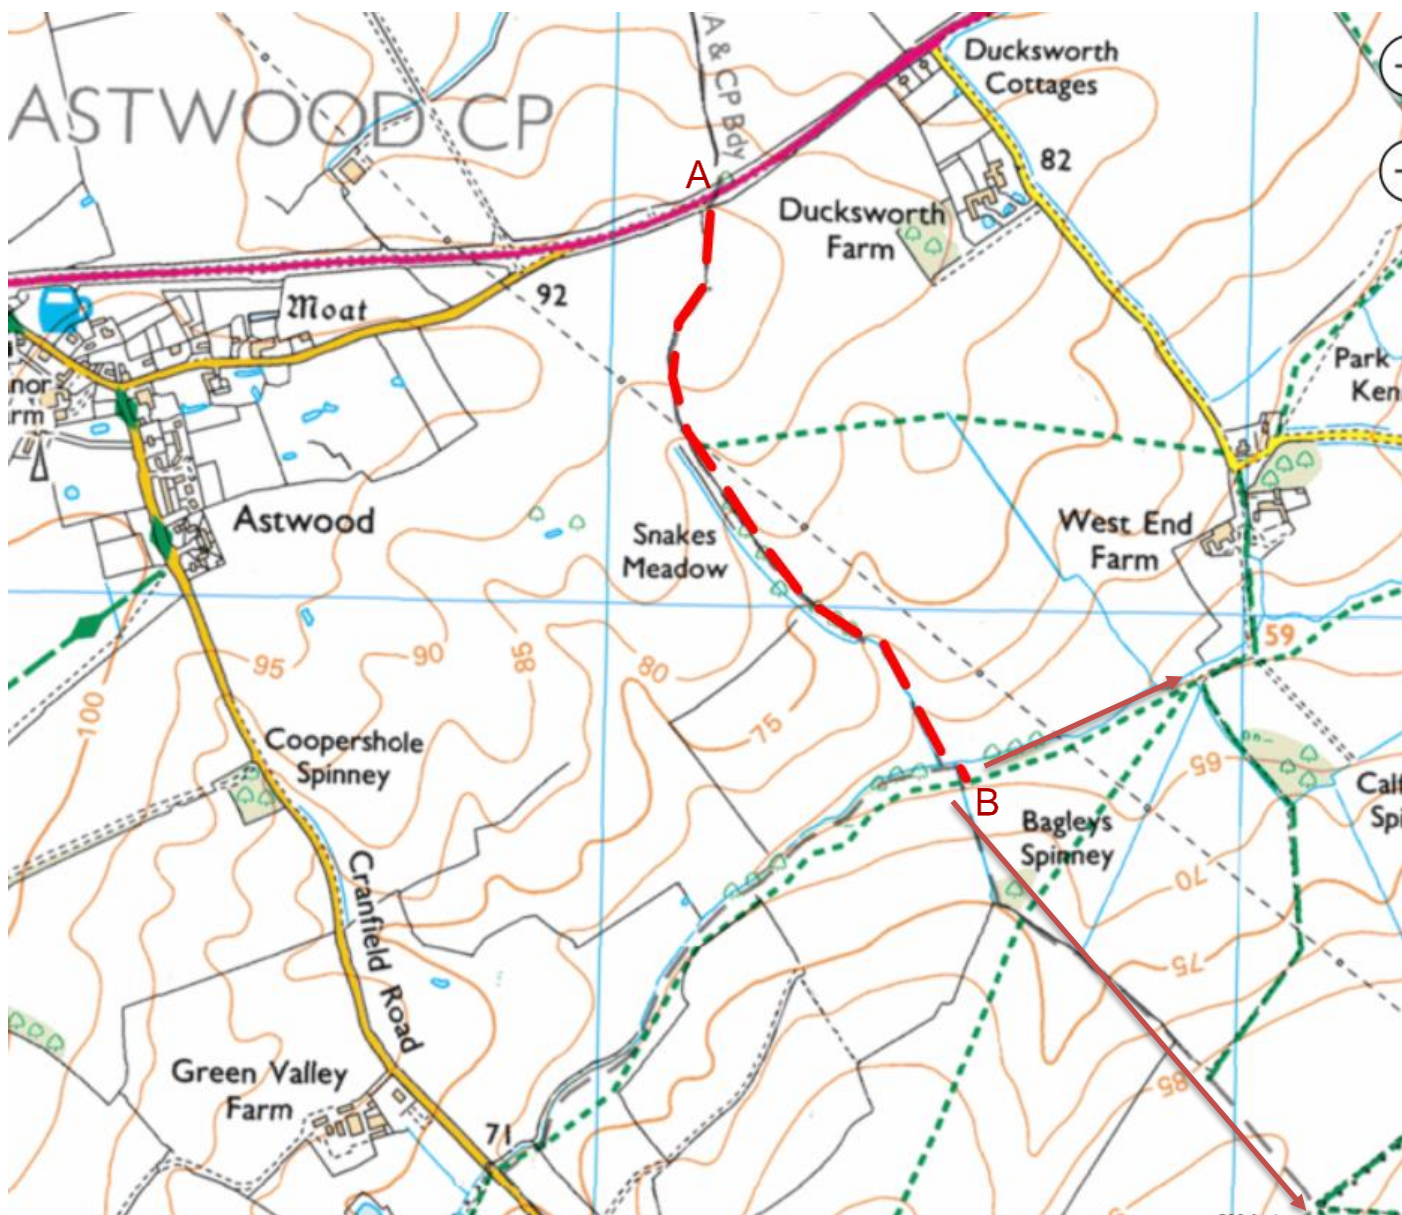 Ducksworth
Cottages
ASTWOOD CP
A & CP Bdy
82
A
Ducksworth
Farm
92
Moat
Park
Ken
nor
rm
Astwood
Snakes
Meadow
West End
Farm
59
95
90
85
80
100
75
Coopershole
Spinney
65
B
Calf
Spi
Bagleys
Spinney
70
Cranfield Road
75
85
Green Valley
Farm
71